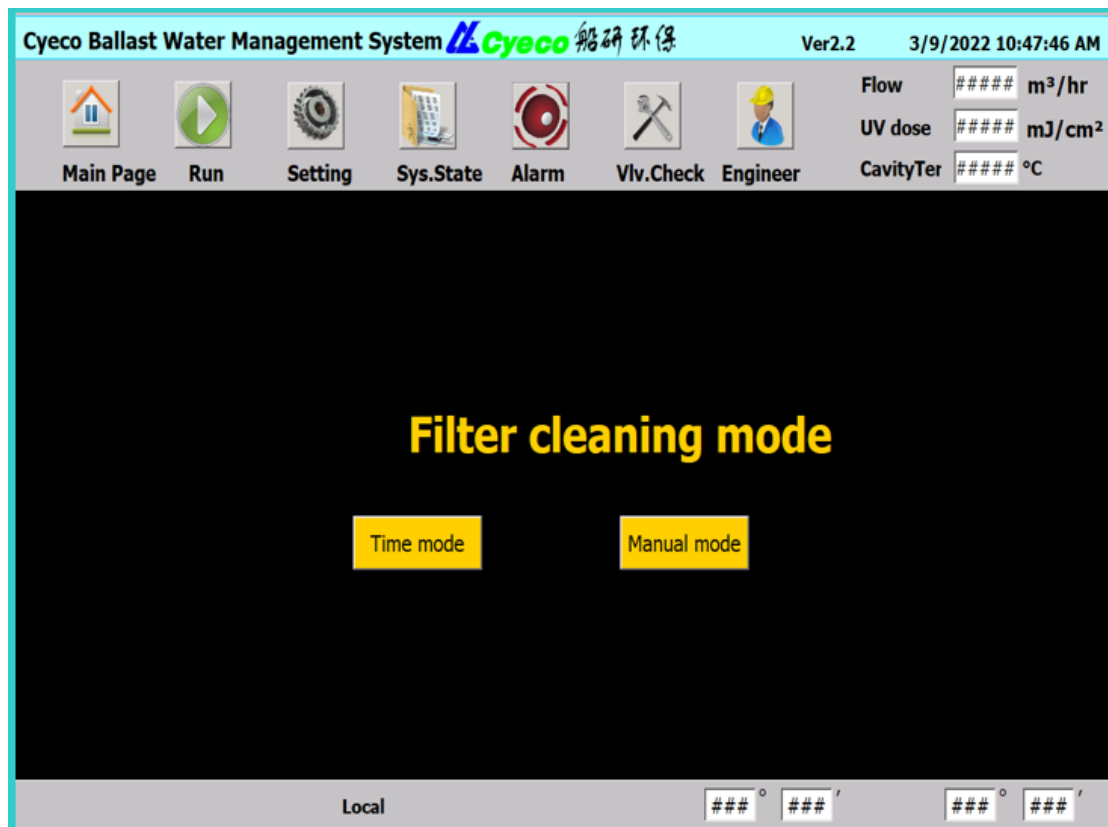 Cyeco Ballast Water Management System Cyeco 船研环保 Ver2.2 3/9/2022 10:47:46 AM
Flow ##### m³/hr
UV dose ##### mJ/cm²
CavityTer ##### °C
Main Page Run Setting Sys.State Alarm Vlv.Check Engineer
Filter cleaning mode
Time mode Manual mode
Local ### ° ### ′ ### ° ### ′